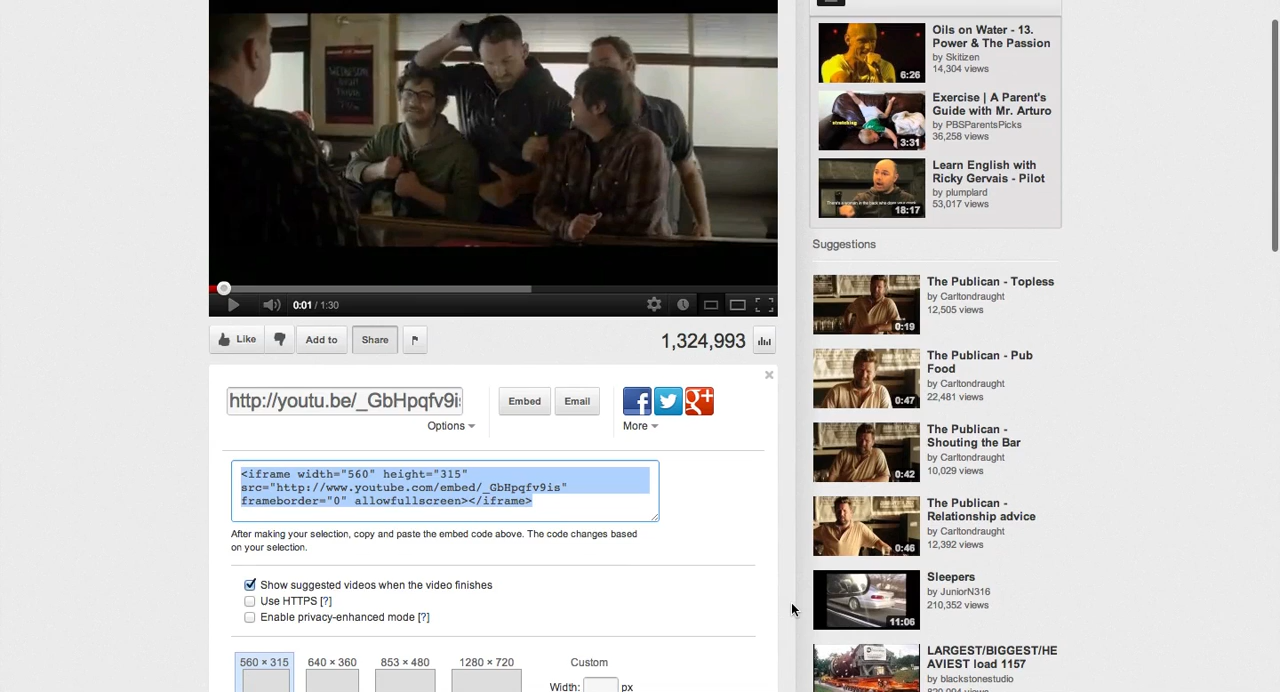 WEDNESDAY
NIGHT
TRIVIA
0:01 / 1:30
Like
Add to
Share
1,324,993
http://youtu.be/_GbHpqfv9i
Options
Embed
Email
More
<iframe width="560" height="315"
src="http://www.youtube.com/embed/_GbHpqfv9is"
frameborder="0" allowfullscreen></iframe>
After making your selection, copy and paste the embed code above. The code changes based
on your selection.
Show suggested videos when the video finishes
Use HTTPS [?]
Enable privacy-enhanced mode [?]
560 × 315
640 × 360
853 × 480
1280 × 720
Custom
Width:
px
6:26
Oils on Water - 13.
Power & The Passion
by Skitizen
14,304 views
stretching
3:31
Exercise | A Parent's
Guide with Mr. Arturo
by PBSParentsPicks
36,258 views
18:17
Learn English with
Ricky Gervais - Pilot
by plumplard
53,017 views
Suggestions
0:19
The Publican - Topless
by Carltondraught
12,505 views
0:47
The Publican - Pub
Food
by Carltondraught
22,481 views
0:42
The Publican -
Shouting the Bar
by Carltondraught
10,029 views
0:46
The Publican -
Relationship advice
by Carltondraught
12,392 views
11:06
Sleepers
by JuniorN316
210,352 views
LARGEST/BIGGEST/HE
AVIEST load 1157
by blackstonestudio